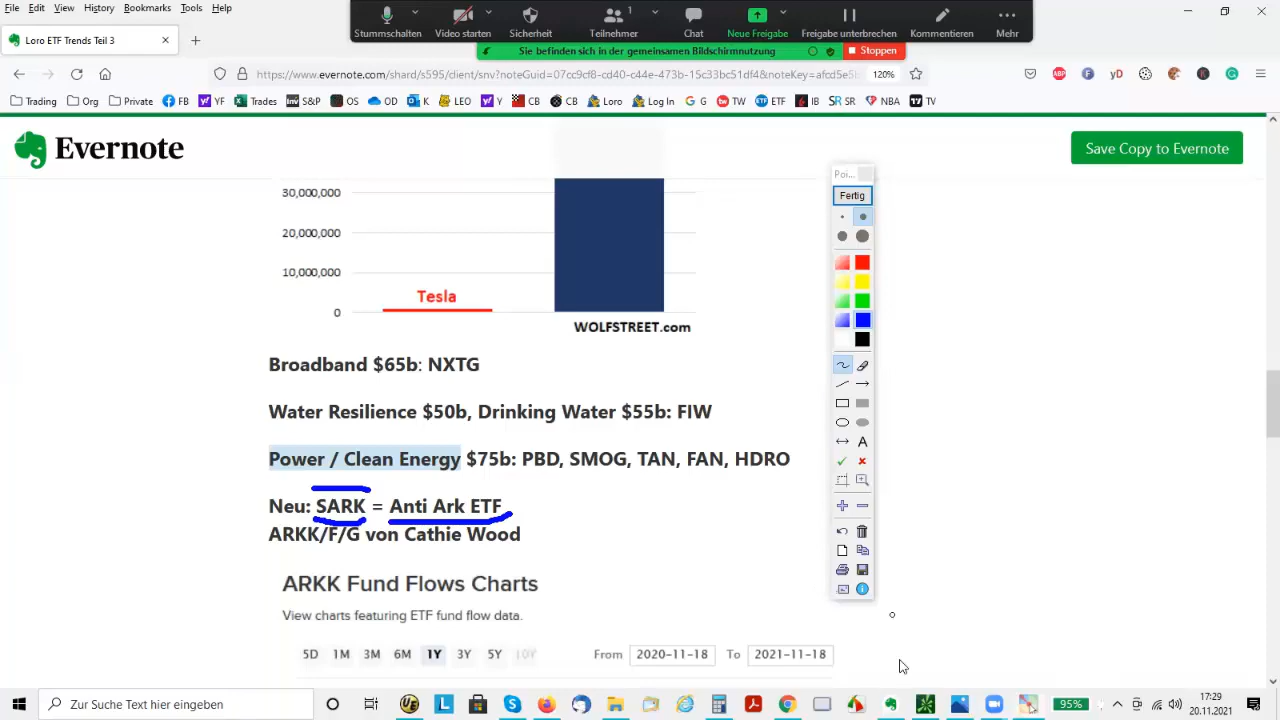 File Edit View History Bookmarks Tools Help
Stummschalten Video starten Sicherheit Teilnehmer 1 Chat Neue Freigabe Freigabe unterbrechen Kommentieren Mehr
Loro ETF Trends Teil 3
Sie befinden sich in der gemeinsamen Bildschirmnutzung Stoppen
https://www.evernote.com/shard/s595/client/snv?noteGuid=07cc9cf8-cd40-c44e-473b-15c33bc51df4&noteKey=afcd5e5 120%
Trading Org Private FB YF Trades S&P OS OD K LEO Y CB CB Loro Log In G TW ETF IB SR NBA TV
Evernote
Save Copy to Evernote
Poi...
Fertig
30,000,000
20,000,000
10,000,000
Tesla
0
WOLFSTREET.com
Broadband $65b: NXTG
Water Resilience $50b, Drinking Water $55b: FIW
Power / Clean Energy $75b: PBD, SMOG, TAN, FAN, HDRO
Neu: SARK = Anti Ark ETF
ARKK/F/G von Cathie Wood
ARKK Fund Flows Charts
View charts featuring ETF fund flow data.
5D 1M 3M 6M 1Y 3Y 5Y 10Y From 2020-11-18 To 2021-11-18
Zur Suche Text hier eingeben
95%
17:29
20.11.2021